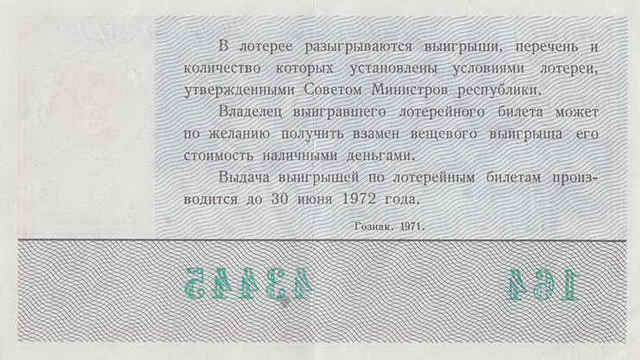 В лотерее разыгрываются выигрыши, перечень и
количество которых установлены условиями лотереи,
утвержденными Советом Министров республики.
Владелец выигравшего лотерейного билета может
по желанию получить взамен вещевого выигрыша его
стоимость наличными деньгами.
Выдача выигрышей по лотерейным билетам произ-
водится до 30 июня 1972 года.
Гознак. 1971.
164 43445